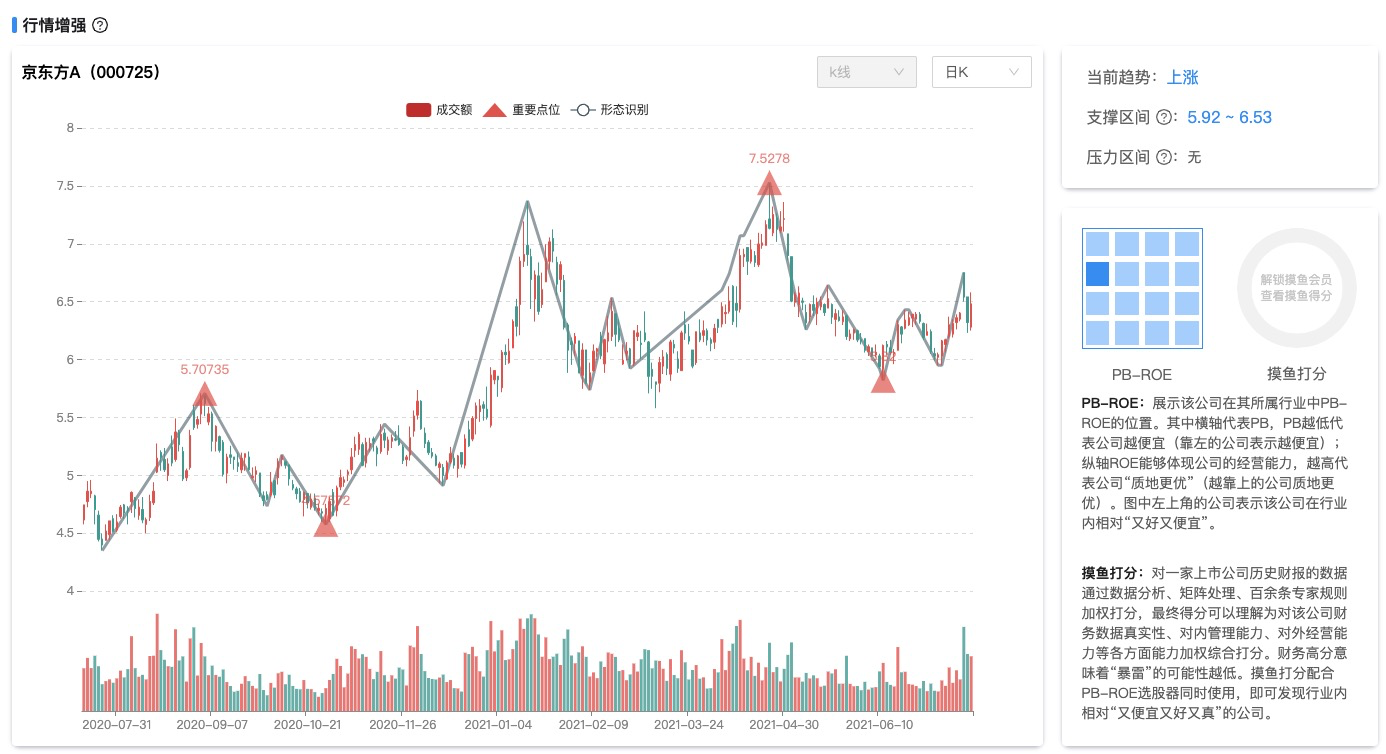 行情增强 ?
京东方A（000725）
k线
日K
成交额 重要点位 形态识别
8
7.5
7
6.5
6
5.5
5
4.5
4
7.5278
5.70735
2020-07-31 2020-09-07 2020-10-21 2020-11-26 2021-01-04 2021-02-09 2021-03-24 2021-04-30 2021-06-10
当前趋势：上涨
支撑区间 ?：5.92 ~ 6.53
压力区间 ?：无
解锁摸鱼会员
查看摸鱼得分
PB-ROE
摸鱼打分
PB-ROE：展示该公司在其所属行业中PB-
ROE的位置。其中横轴代表PB，PB越低代
表公司越便宜（靠左的公司表示越便宜）；
纵轴ROE能够体现公司的经营能力，越高代
表公司“质地更优”（越靠上的公司质地更
优）。图中左上角的公司表示该公司在行业
内相对“又好又便宜”。
摸鱼打分：对一家上市公司历史财报的数据
通过数据分析、矩阵处理、百余条专家规则
加权打分，最终得分可以理解为对该公司财
务数据真实性、对内管理能力、对外经营能
力等各方面能力加权综合打分。财务高分意
味着“暴雷”的可能性越低。摸鱼打分配合
PB-ROE选股器同时使用，即可发现行业内
相对“又便宜又好又真”的公司。